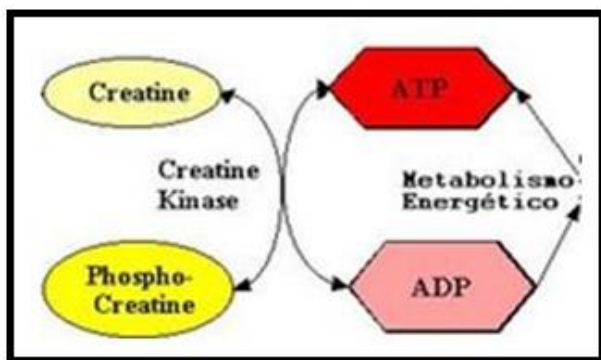 Creatine
ATP
Creatine
Kinase
Metabolismo
Energético
Phospho-
Creatine
ADP